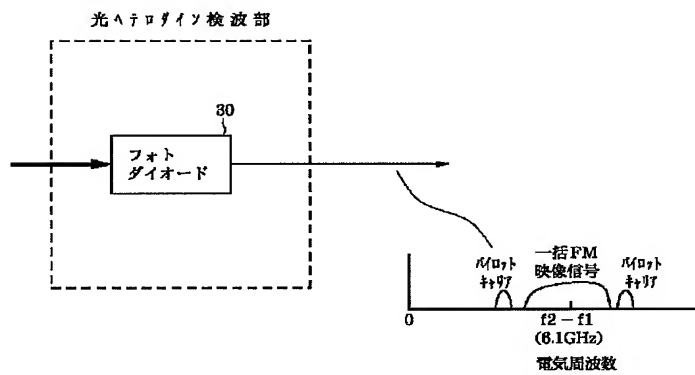 光ヘテロダイン検波部
30
フォト
ダイオード
パイロット
キャリア
一括FM
映像信号
パイロット
キャリア
0
f2－f1
(6.1GHz)
電気周波数